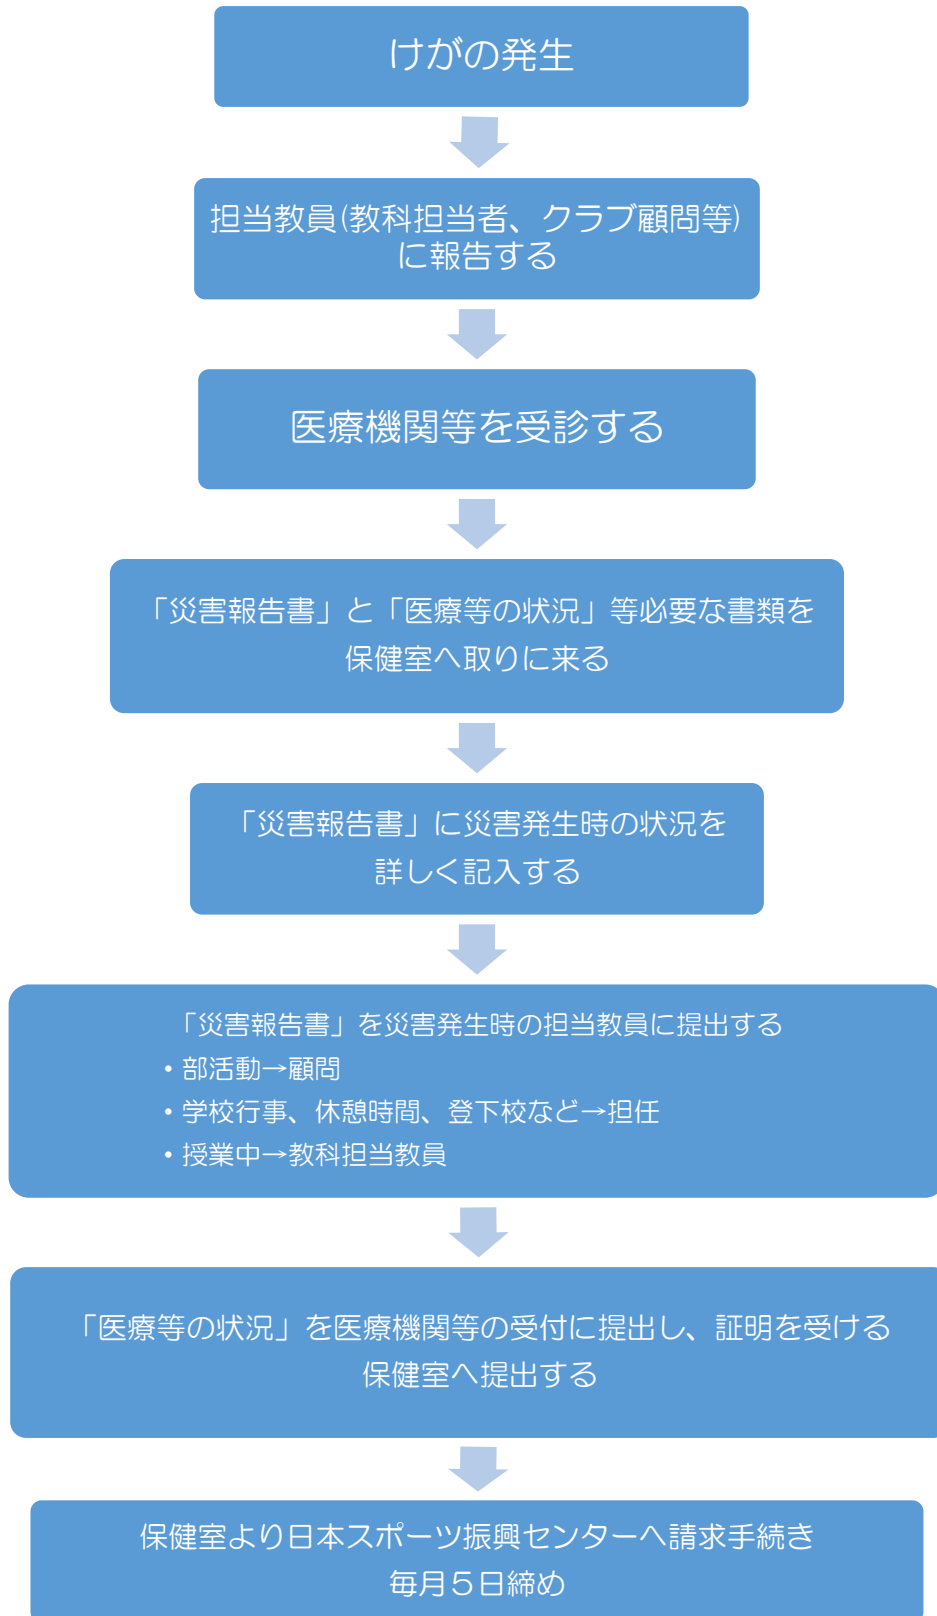 けがの発生
担当教員(教科担当者、クラブ顧問等)
に報告する
医療機関等を受診する
「災害報告書」と「医療等の状況」等必要な書類を
保健室へ取りに来る
「災害報告書」に災害発生時の状況を
詳しく記入する
「災害報告書」を災害発生時の担当教員に提出する
・部活動→顧問
・学校行事、休憩時間、登下校など→担任
・授業中→教科担当教員
「医療等の状況」を医療機関等の受付に提出し、証明を受ける
保健室へ提出する
保健室より日本スポーツ振興センターへ請求手続き
毎月５日締め